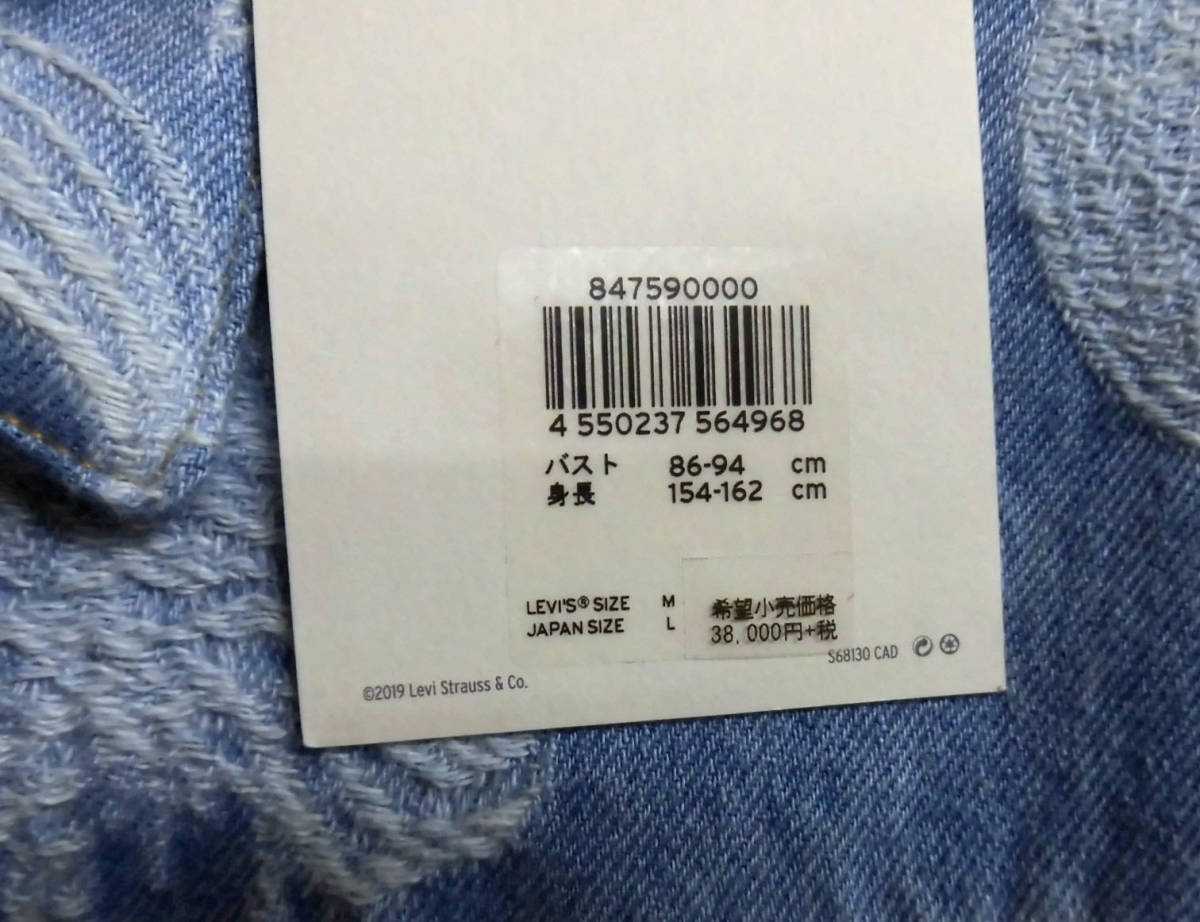 847590000
4 550237 564968
バスト 86-94 cm
身長 154-162 cm
LEVI'S® SIZE M
JAPAN SIZE L
希望小売価格
38,000円+税
S68130 CAD
©2019 Levi Strauss & Co.